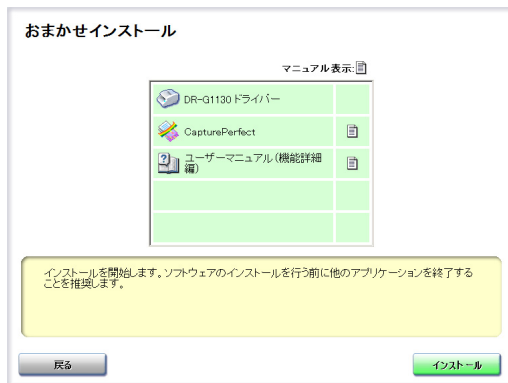 おまかせインストール
マニュアル表示:
DR-G1130 ドライバー
CapturePerfect
ユーザーマニュアル(機能詳細
編)
インストールを開始します。ソフトウェアのインストールを行う前に他のアプリケーションを終了する
ことを推奨します。
戻る
インストール